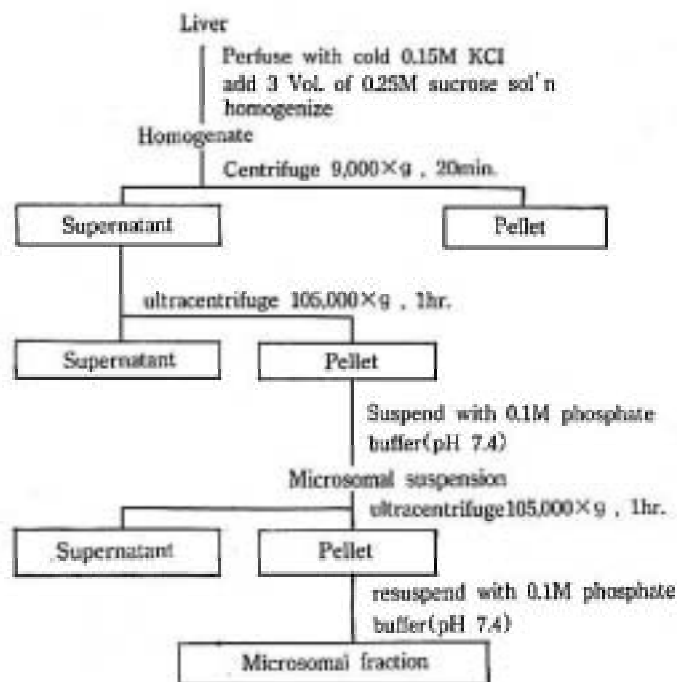 Liver
Perfuse with cold 0.15M KCl
add 3 Vol. of 0.25M sucrose sol'n
homogenize
Homogenate
Centrifuge 9,000×g , 20min.
Supernatant
Pellet
ultracentrifuge 105,000×g , 1hr.
Supernatant
Pellet
Suspend with 0.1M phosphate
buffer(pH 7.4)
Microsomal suspension
ultracentrifuge105,000×g , 1hr.
Supernatant
Pellet
resuspend with 0.1M phosphate
buffer(pH 7.4)
Microsomal fraction